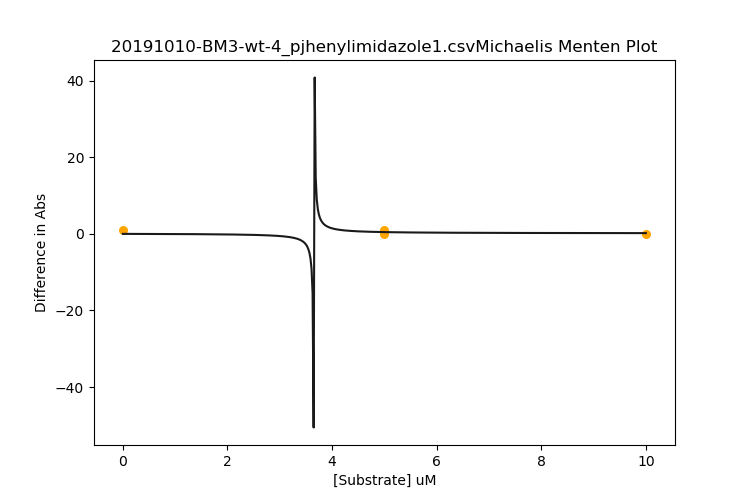 20191010-BM3-wt-4_pjhenylimidazole1.csvMichaelis Menten Plot
40
20
0
−20
−40
Difference in Abs
0 2 4 6 8 10
[Substrate] uM